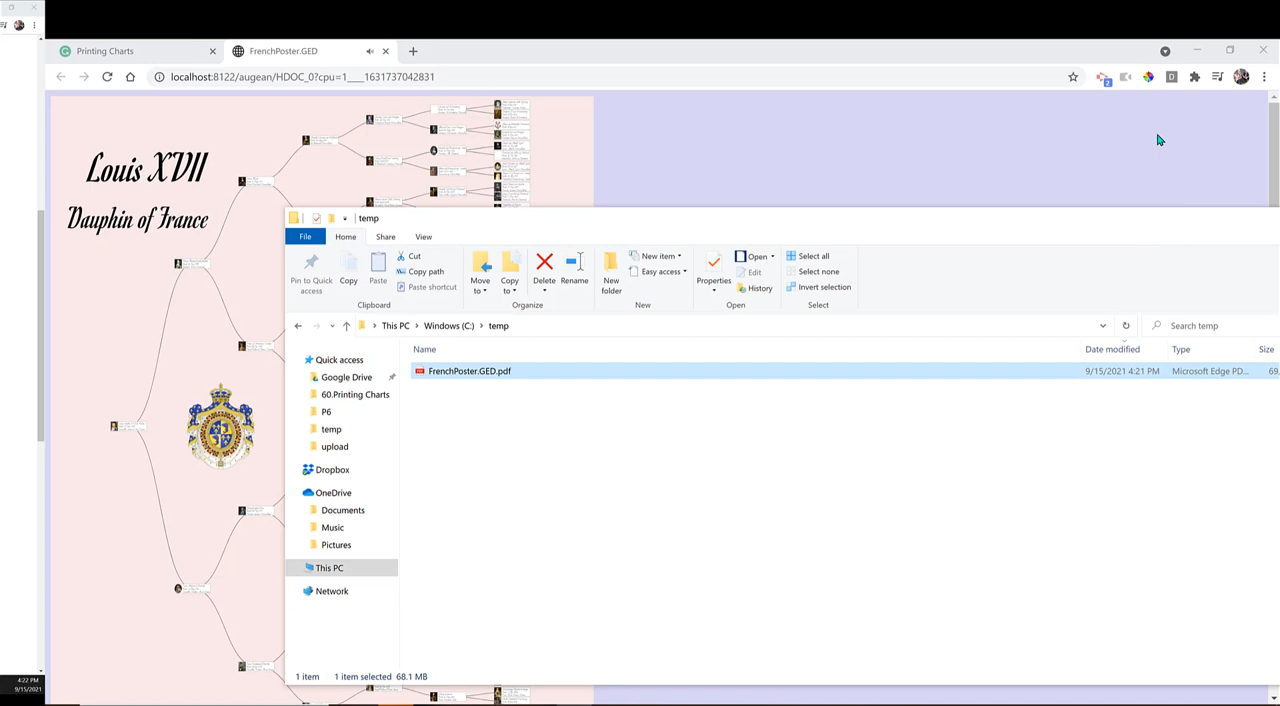 Printing Charts
FrenchPoster.GED
localhost:8122/augean/HDOC_0?cpu=1___1631737042831
2
Louis XVII
Dauphin of France
temp
File
Home
Share
View
Pin to Quick access
Copy
Paste
Cut
Copy path
Paste shortcut
Clipboard
Move to
Copy to
Delete
Rename
Organize
New folder
New item
Easy access
New
Properties
Open
Edit
History
Open
Select all
Select none
Invert selection
Select
This PC
Windows (C:)
temp
Search temp
Name
Date modified
Type
Size
FrenchPoster.GED.pdf
9/15/2021 4:21 PM
Microsoft Edge PD...
69,
Quick access
Google Drive
60.Printing Charts
P6
temp
upload
Dropbox
OneDrive
Documents
Music
Pictures
This PC
Network
1 item
1 item selected 68.1 MB
4:22 PM
9/15/2021